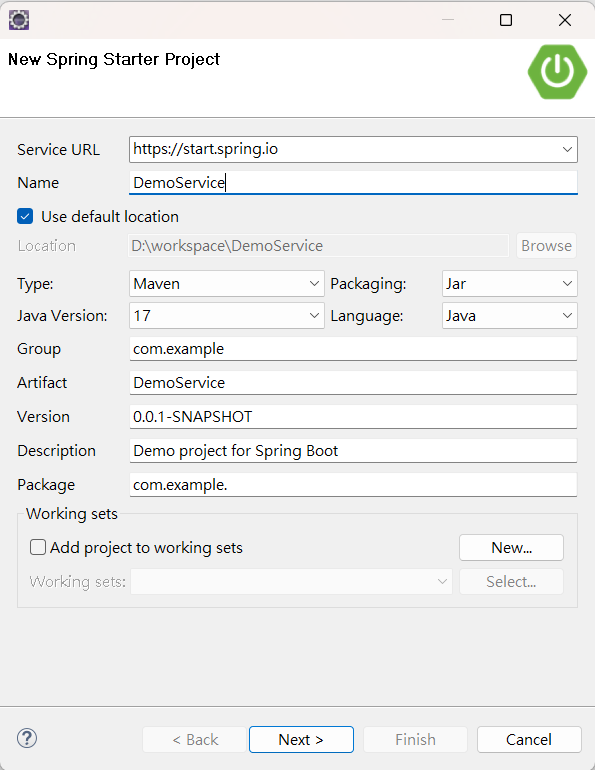 New Spring Starter Project
Service URL https://start.spring.io
Name DemoService
Use default location
Location D:\workspace\DemoService Browse
Type: Maven Packaging: Jar
Java Version: 17 Language: Java
Group com.example
Artifact DemoService
Version 0.0.1-SNAPSHOT
Description Demo project for Spring Boot
Package com.example.
Working sets
Add project to working sets New...
Working sets: Select...
? < Back Next > Finish Cancel